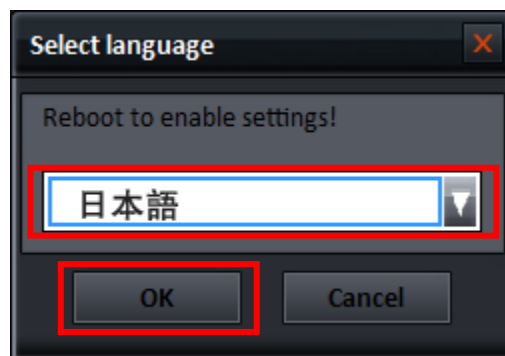 Select language
Reboot to enable settings!
日本語
OK
Cancel